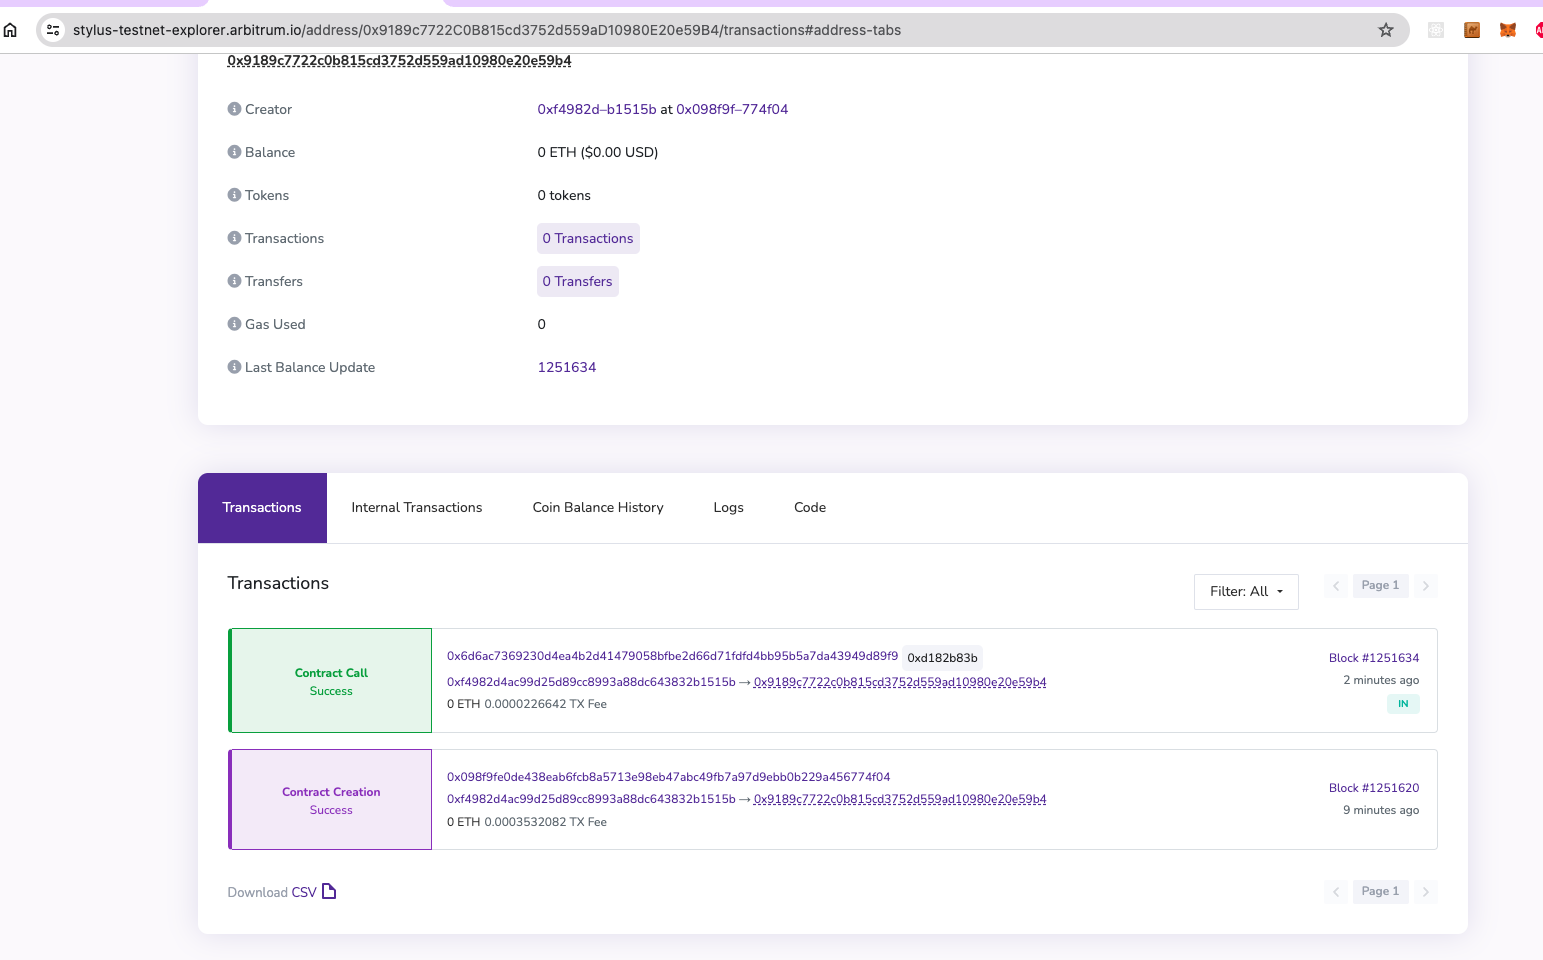 stylus-testnet-explorer.arbitrum.io/address/0x9189c7722C0B815cd3752d559aD10980E20e59B4/transactions#address-tabs
0x9189c7722c0b815cd3752d559ad10980e20e59b4
Creator 0xf4982d–b1515b at 0x098f9f–774f04
Balance 0 ETH ($0.00 USD)
Tokens 0 tokens
Transactions 0 Transactions
Transfers 0 Transfers
Gas Used 0
Last Balance Update 1251634
Transactions Internal Transactions Coin Balance History Logs Code
Transactions Filter: All Page 1
Contract Call
Success
0x6d6ac7369230d4ea4b2d41479058bfbe2d66d71fdfd4bb95b5a7da43949d89f9 0xd182b83b
0xf4982d4ac99d25d89cc8993a88dc643832b1515b → 0x9189c7722c0b815cd3752d559ad10980e20e59b4
0 ETH 0.0000226642 TX Fee
Block #1251634
2 minutes ago
IN
Contract Creation
Success
0x098f9fe0de438eab6fcb8a5713e98eb47abc49fb7a97d9ebb0b229a456774f04
0xf4982d4ac99d25d89cc8993a88dc643832b1515b → 0x9189c7722c0b815cd3752d559ad10980e20e59b4
0 ETH 0.0003532082 TX Fee
Block #1251620
9 minutes ago
Download CSV Page 1